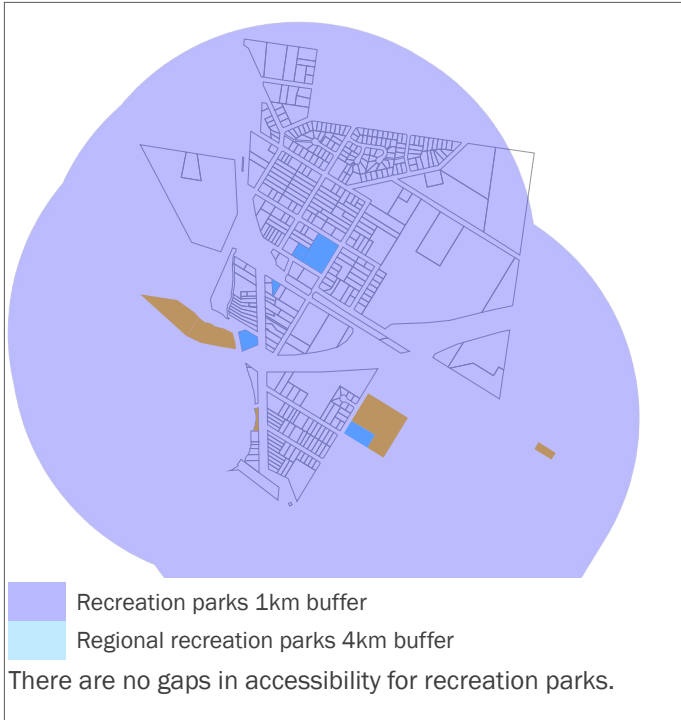 Recreation parks 1km buffer
Regional recreation parks 4km buffer
There are no gaps in accessibility for recreation parks.